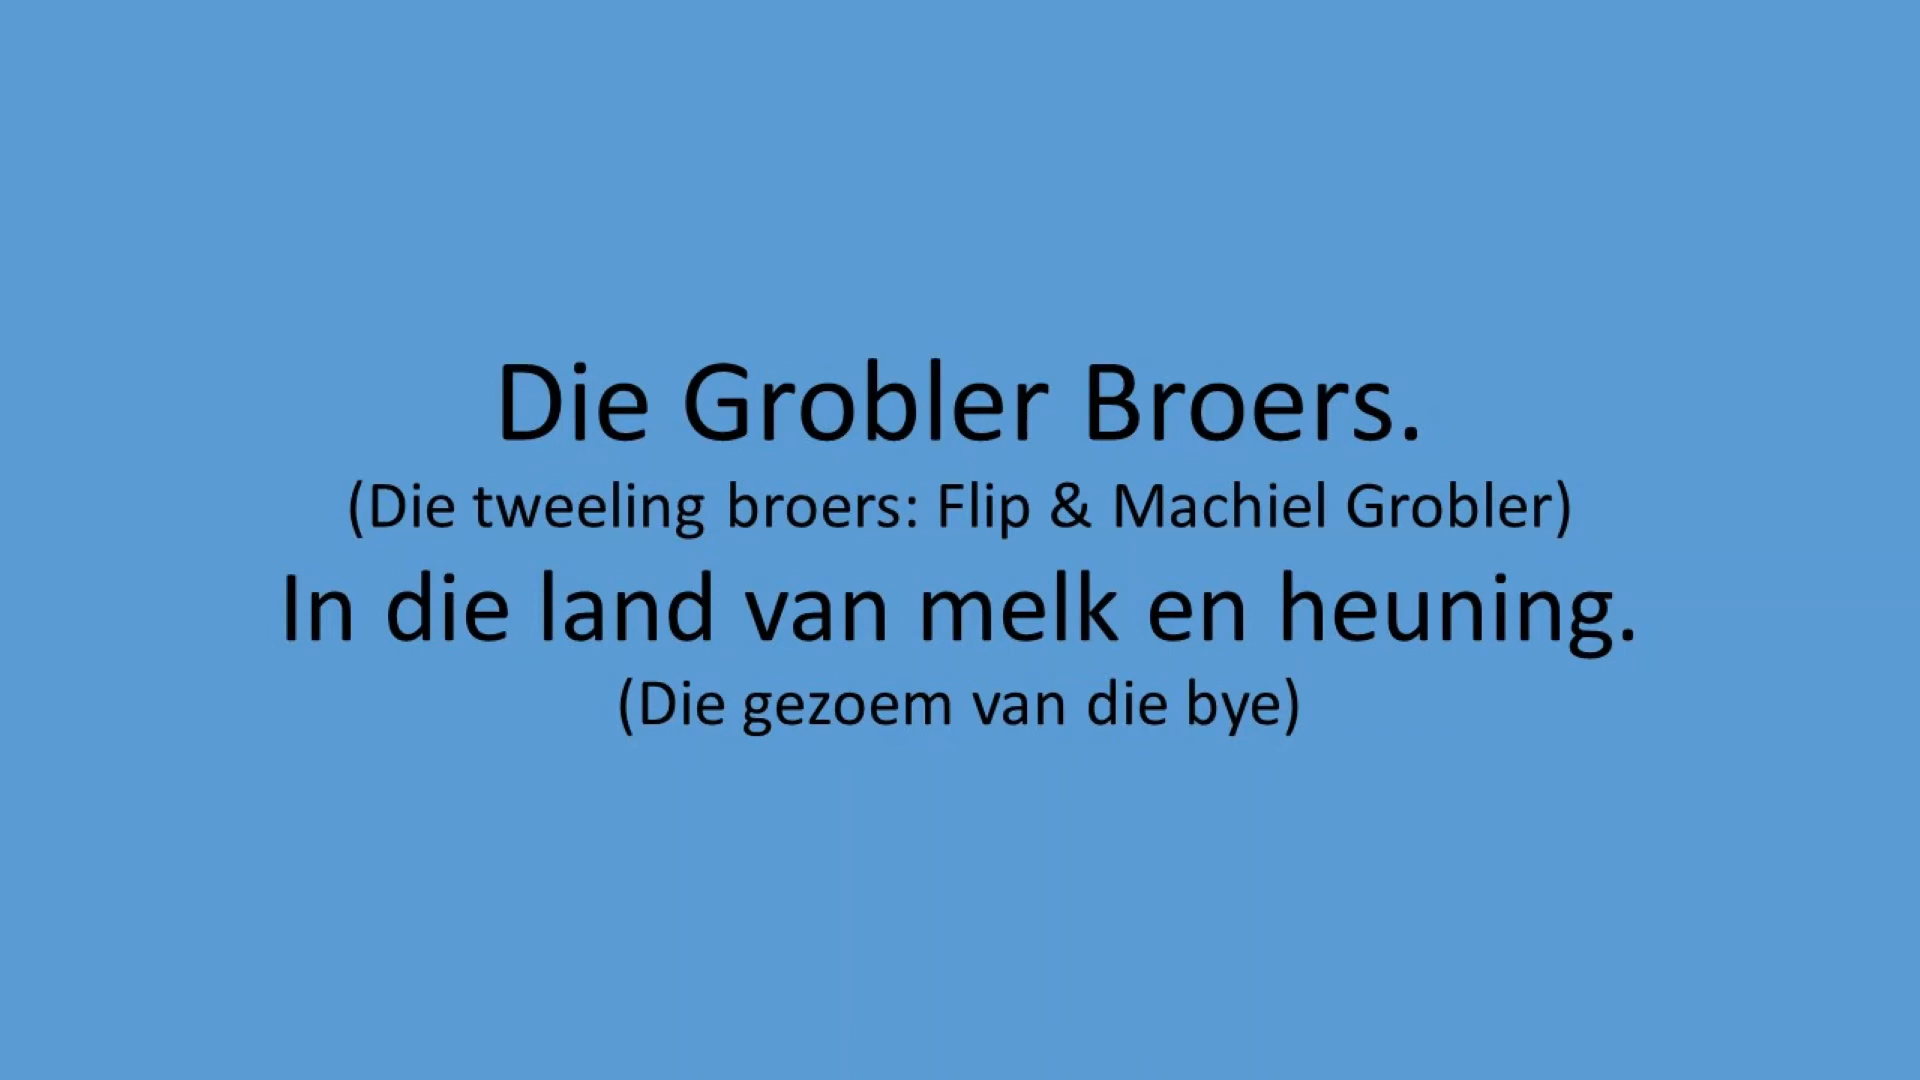 Die Grobler Broers.
(Die tweeling broers: Flip & Machiel Grobler)
In die land van melk en heuning.
(Die gezoem van die bye)